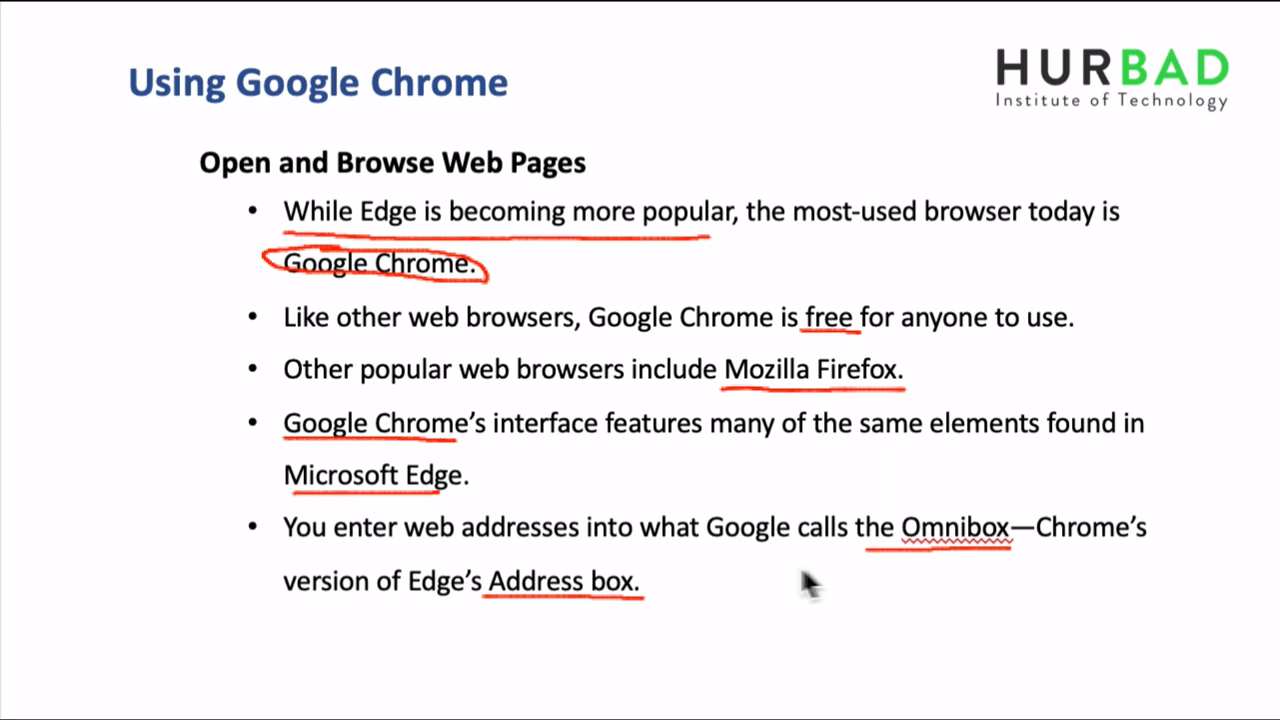 Using Google Chrome
HURBAD
Institute of Technology
Open and Browse Web Pages
• While Edge is becoming more popular, the most-used browser today is
Google Chrome.
• Like other web browsers, Google Chrome is free for anyone to use.
• Other popular web browsers include Mozilla Firefox.
• Google Chrome’s interface features many of the same elements found in
Microsoft Edge.
• You enter web addresses into what Google calls the Omnibox—Chrome’s
version of Edge’s Address box.